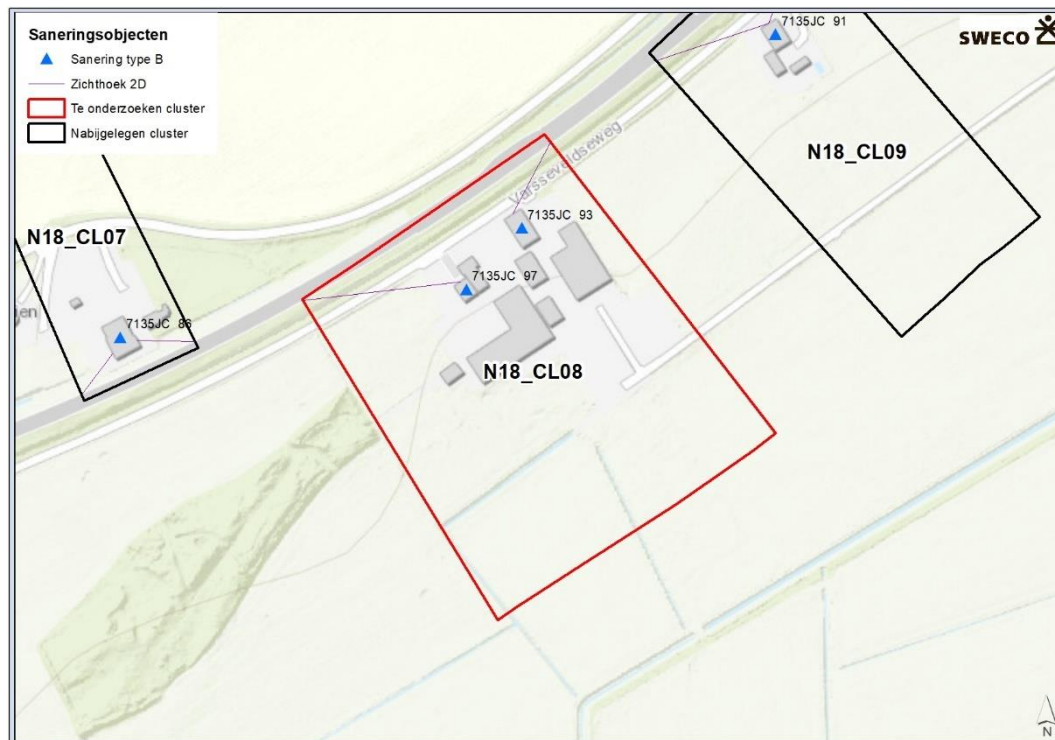 Saneringsobjecten
Sanering type B
Zichthoek 2D
Te onderzoeken cluster
Nabijgelegen cluster
SWECO
7135JC 91
N18_CL09
Varsseveldseweg
7135JC 93
N18_CL07
7135JC 97
7135JC 86
N18_CL08
N